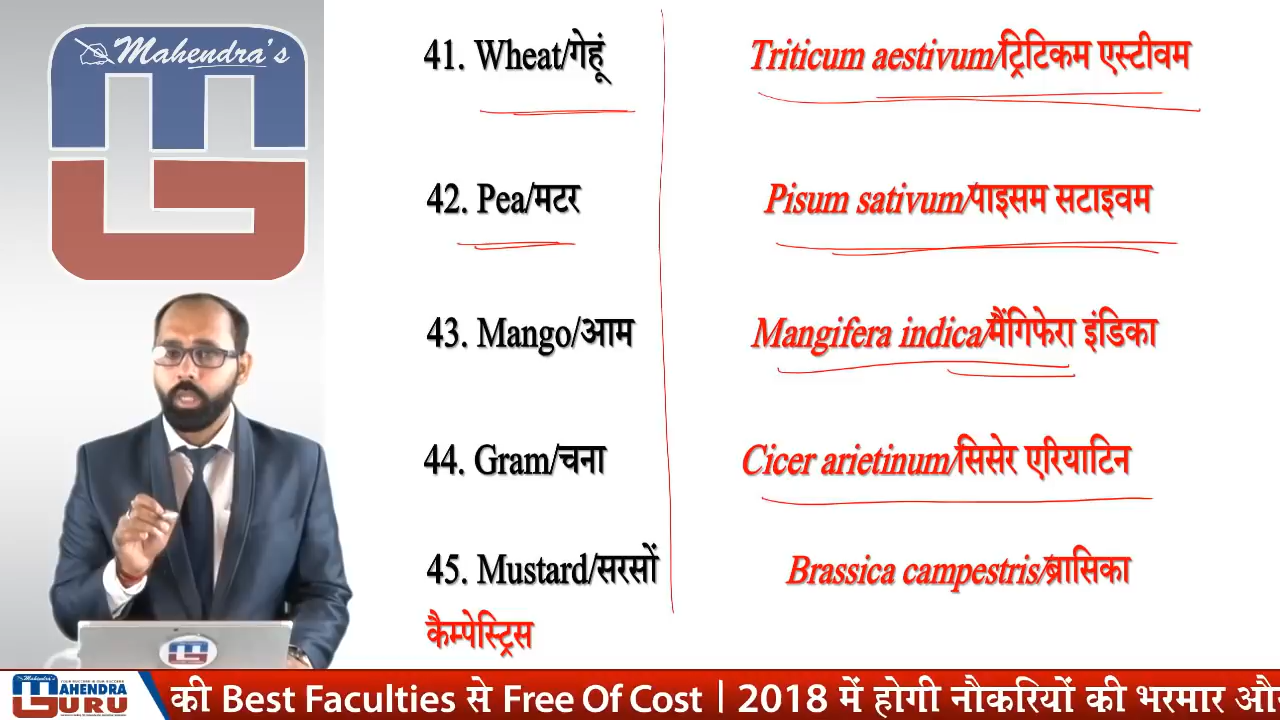 Mahendra's
41. Wheat/गेहूं Triticum aestivum/ट्रिटिकम एस्टीवम
42. Pea/मटर Pisum sativum/पाइसम सटाइवम
43. Mango/आम Mangifera indica/मैंगिफेरा इंडिका
44. Gram/चना Cicer arietinum/सिसेर एरियाटिन
45. Mustard/सरसों Brassica campestris/ब्रासिका
कैम्पेस्ट्रिस
Mahendra's
MAHENDRA
GURU
की Best Faculties से Free Of Cost | 2018 में होगी नौकरियों की भरमार औ